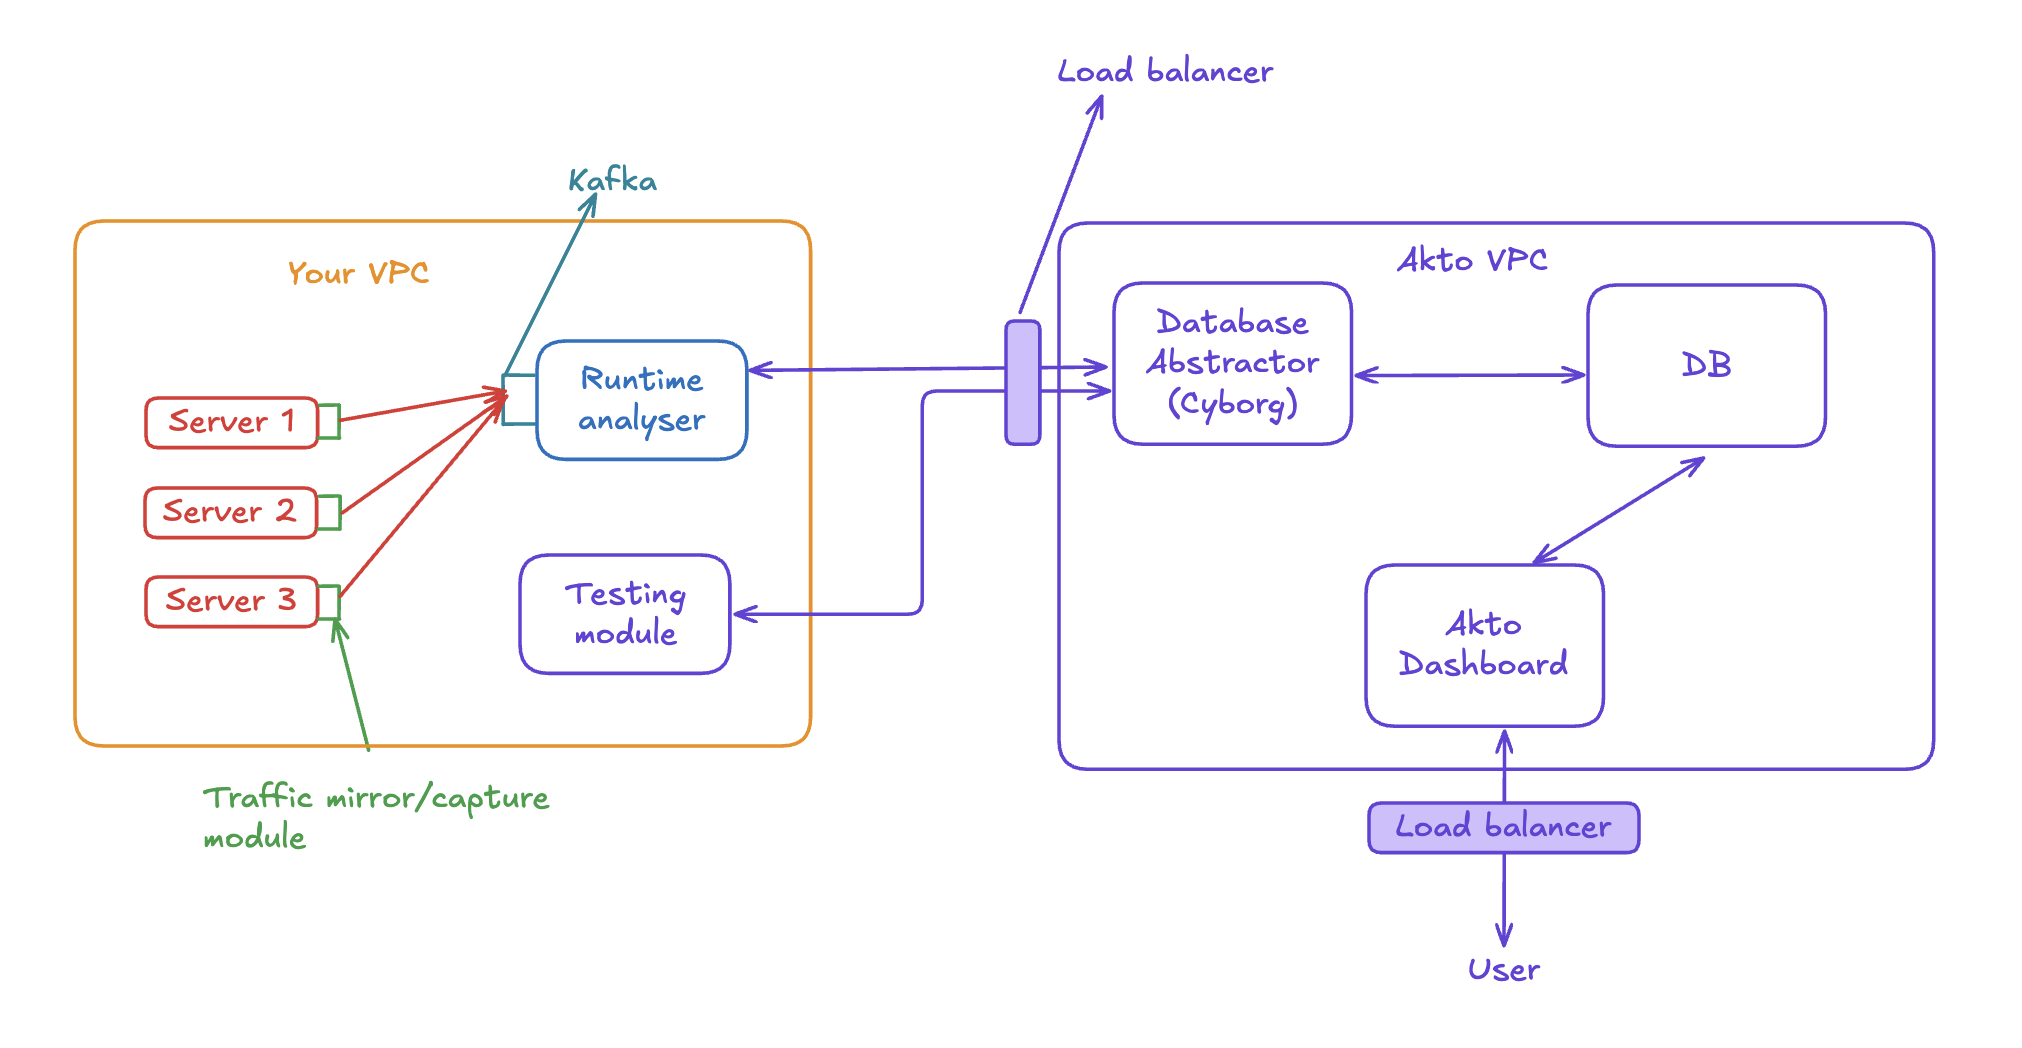 Load balancer
Kafka
Your VPC
Akto VPC
Runtime
analyser
Server 1
Server 2
Server 3
Testing
module
Traffic mirror/capture
module
Database
Abstractor
(Cyborg)
DB
Akto
Dashboard
Load balancer
User